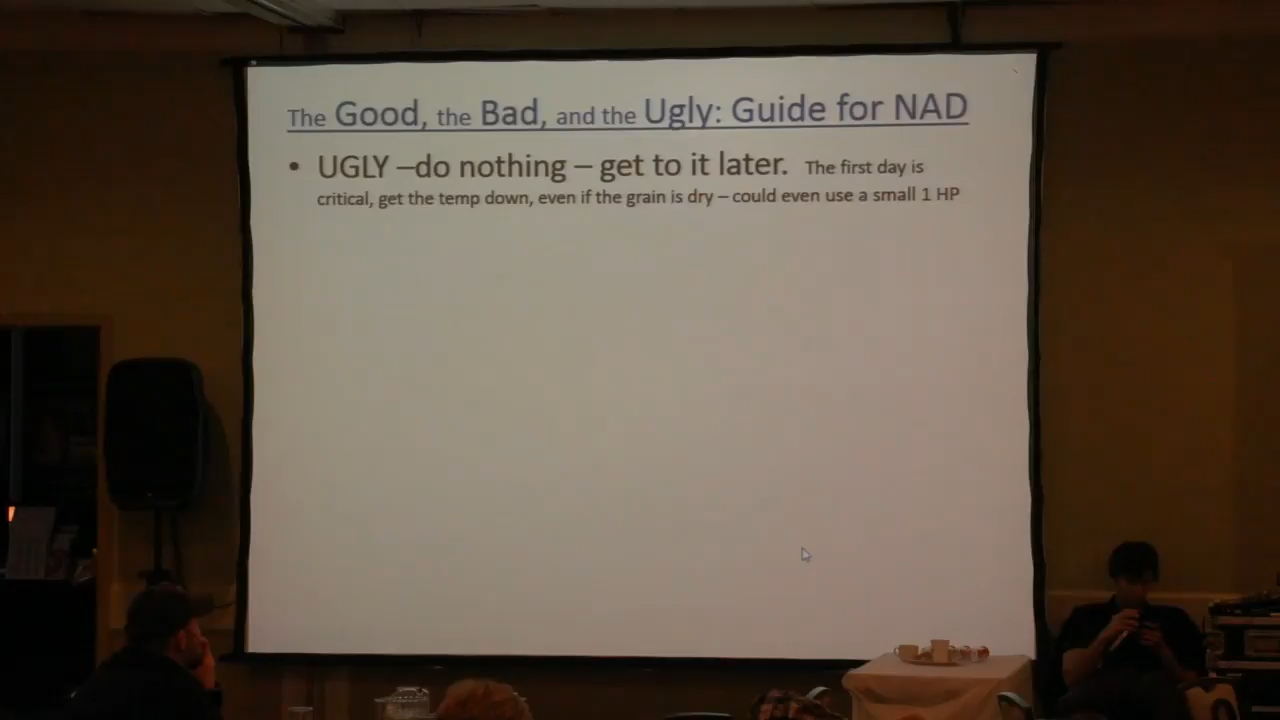 The Good, the Bad, and the Ugly: Guide for NAD
• UGLY –do nothing – get to it later. The first day is
critical, get the temp down, even if the grain is dry – could even use a small 1 HP